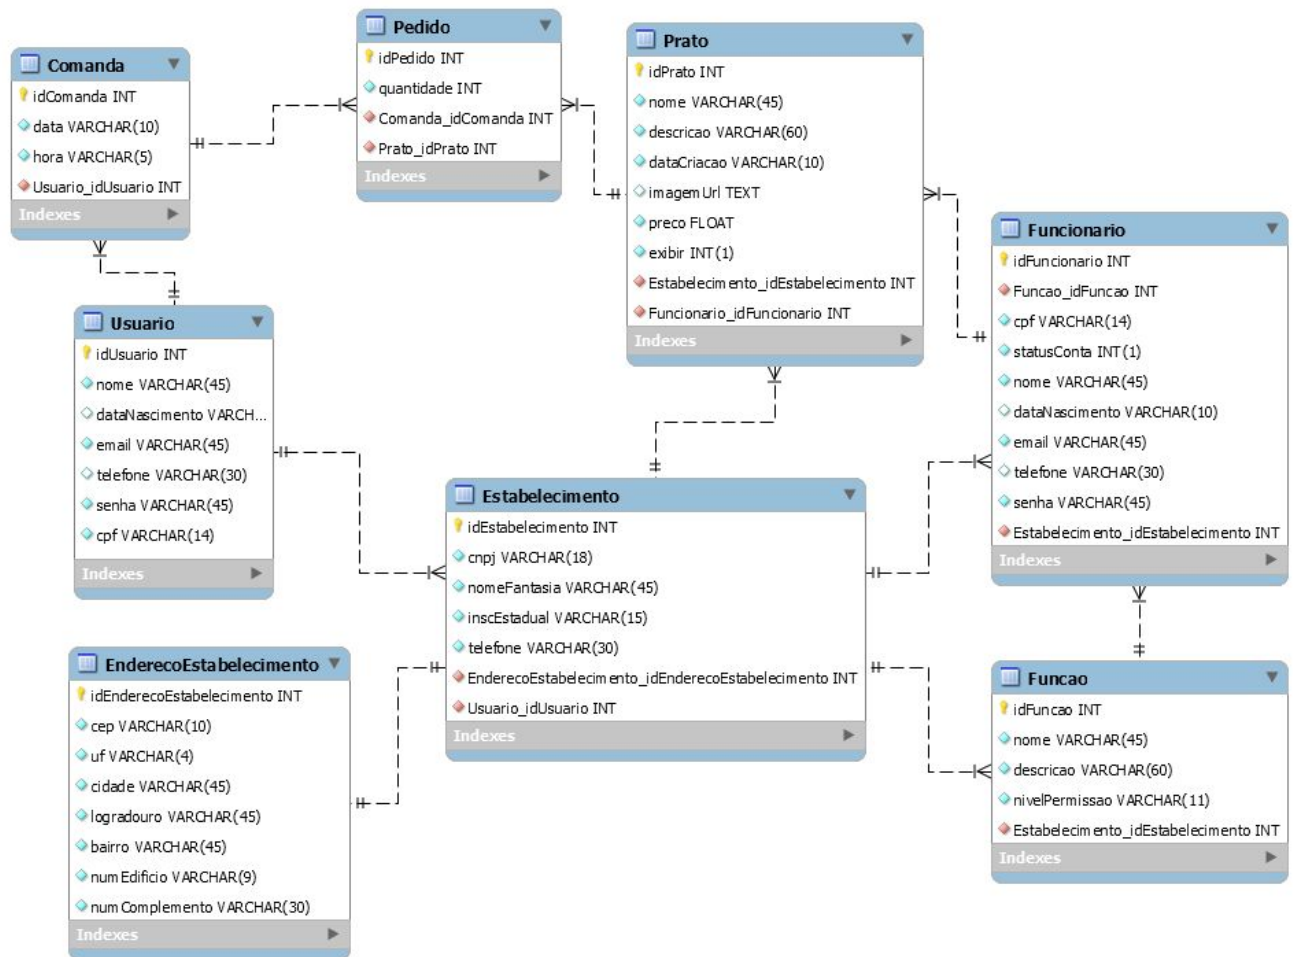 Comanda
idComanda INT
data VARCHAR(10)
hora VARCHAR(5)
Usuario_idUsuario INT
Indexes
Pedido
idPedido INT
quantidade INT
Comanda_idComanda INT
Prato_idPrato INT
Indexes
Prato
idPrato INT
nome VARCHAR(45)
descricao VARCHAR(60)
dataCriacao VARCHAR(10)
imagemUrl TEXT
preco FLOAT
exibir INT(1)
Estabelecimento_idEstabelecimento INT
Funcionario_idFuncionario INT
Indexes
Funcionario
idFuncionario INT
Funcao_idFuncao INT
cpf VARCHAR(14)
statusConta INT(1)
nome VARCHAR(45)
dataNascimento VARCHAR(10)
email VARCHAR(45)
telefone VARCHAR(30)
senha VARCHAR(45)
Estabelecimento_idEstabelecimento INT
Indexes
Usuario
idUsuario INT
nome VARCHAR(45)
dataNascimento VARCH...
email VARCHAR(45)
telefone VARCHAR(30)
senha VARCHAR(45)
cpf VARCHAR(14)
Indexes
Estabelecimento
idEstabelecimento INT
cnpj VARCHAR(18)
nomeFantasia VARCHAR(45)
inscEstadual VARCHAR(15)
telefone VARCHAR(30)
EnderecoEstabelecimento_idEnderecoEstabelecimento INT
Usuario_idUsuario INT
Indexes
EnderecoEstabelecimento
idEnderecoEstabelecimento INT
cep VARCHAR(10)
uf VARCHAR(4)
cidade VARCHAR(45)
logradouro VARCHAR(45)
bairro VARCHAR(45)
numEdificio VARCHAR(9)
numComplemento VARCHAR(30)
Indexes
Funcao
idFuncao INT
nome VARCHAR(45)
descricao VARCHAR(60)
nivelPermissao VARCHAR(11)
Estabelecimento_idEstabelecimento INT
Indexes